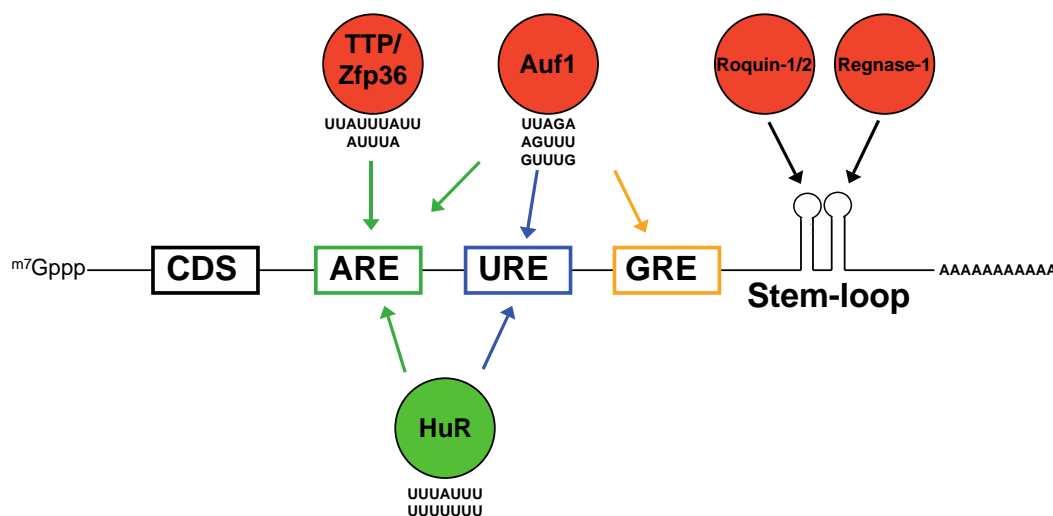 TTP/
Zfp36
Auf1
Roquin-1/2
Regnase-1
UUAUUUAUU
AUUUA
UUAGA
AGUUU
GUUUG
m7Gppp
CDS
ARE
URE
GRE
Stem-loop
AAAAAAAAAAA
HuR
UUUAUUU
UUUUUUU